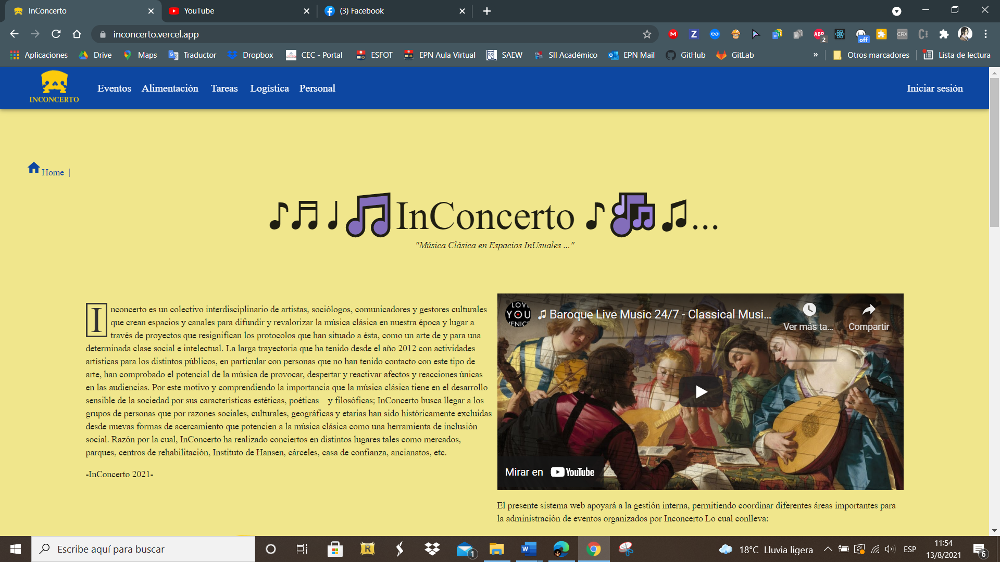 InConcerto
YouTube
(3) Facebook
inconcerto.vercel.app
Aplicaciones Drive Maps Traductor Dropbox CEC - Portal ESFOT EPN Aula Virtual SAEW SII Académico EPN Mail GitHub GitLab » Otros marcadores Lista de lectura
INCONCERTO
Eventos Alimentación Tareas Logística Personal Iniciar sesión
Home |
♪♬♩🎵InConcerto ♪🎶♫...
"Música Clásica en Espacios InUsuales ..."
Inconcerto es un colectivo interdisciplinario de artistas, sociólogos, comunicadores y gestores culturales
que crean espacios y canales para difundir y revalorizar la música clásica en nuestra época y lugar a
través de proyectos que resignifican los protocolos que han situado a ésta, como un arte de y para una
determinada clase social e intelectual. La larga trayectoria que ha tenido desde el año 2012 con actividades
artísticas para los distintos públicos, en particular con personas que no han tenido contacto con este tipo de
arte, han comprobado el potencial de la música de provocar, despertar y reactivar afectos y reacciones únicas
en las audiencias. Por este motivo y comprendiendo la importancia que la música clásica tiene en el desarrollo
sensible de la sociedad por sus características estéticas, poéticas y filosóficas; InConcerto busca llegar a los
grupos de personas que por razones sociales, culturales, geográficas y etarias han sido históricamente excluidas
desde nuevas formas de acercamiento que potencien a la música clásica como una herramienta de inclusión
social. Razón por la cual, InConcerto ha realizado conciertos en distintos lugares tales como mercados,
parques, centros de rehabilitación, Instituto de Hansen, cárceles, casa de confianza, ancianatos, etc.
-InConcerto 2021-
LOVE
YOU
VENICE
♫ Baroque Live Music 24/7 - Classical Musi...
Ver más ta...
Compartir
Mirar en YouTube
El presente sistema web apoyará a la gestión interna, permitiendo coordinar diferentes áreas importantes para
la administración de eventos organizados por Inconcerto Lo cual conlleva:
M Z ABP 2 off CRX
Escribe aquí para buscar
R
1
W
18°C Lluvia ligera
ESP
11:54
13/8/2021
6